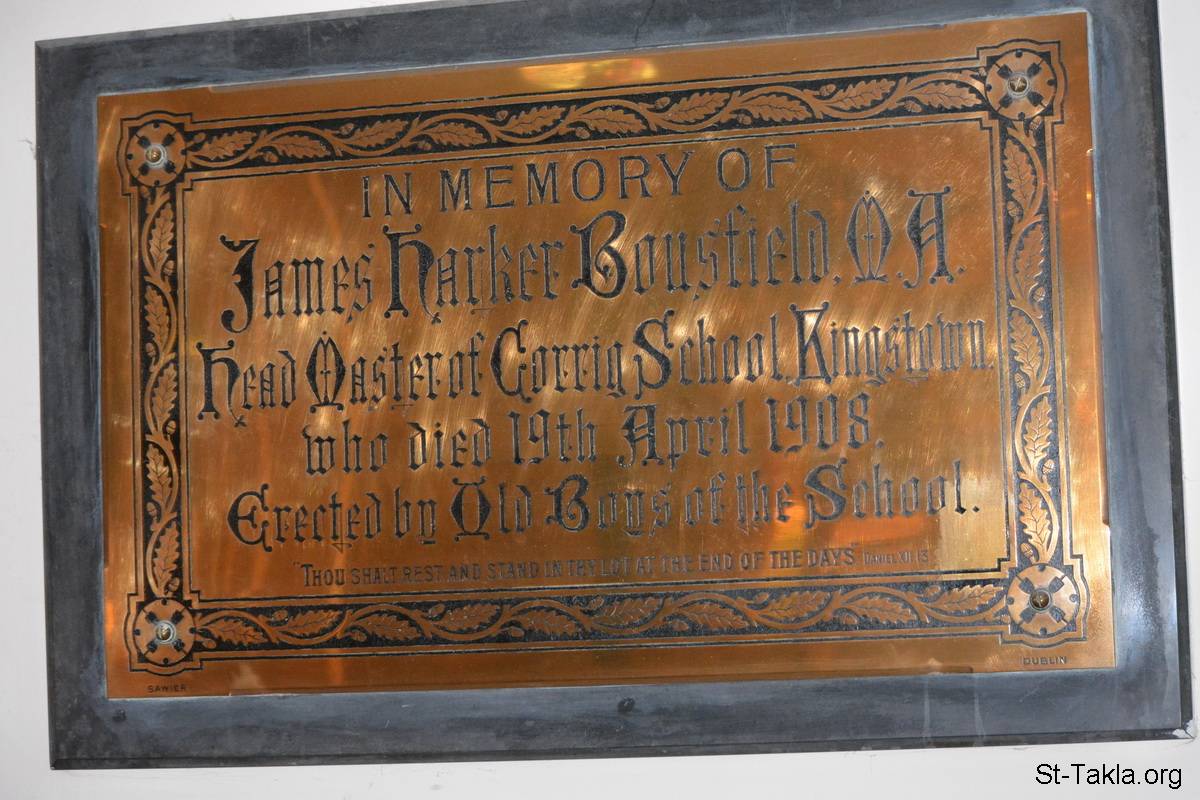 IN MEMORY OF
James Harker Bousfield, M.A.
Head Master of Corrig School, Kingstown.
who died 19th April 1908.
Erected by Old Boys of the School.
"THOU SHALT REST AND STAND IN THY LOT AT THE END OF THE DAYS" DANIEL XII.13.
SAWIER DUBLIN
St-Takla.org